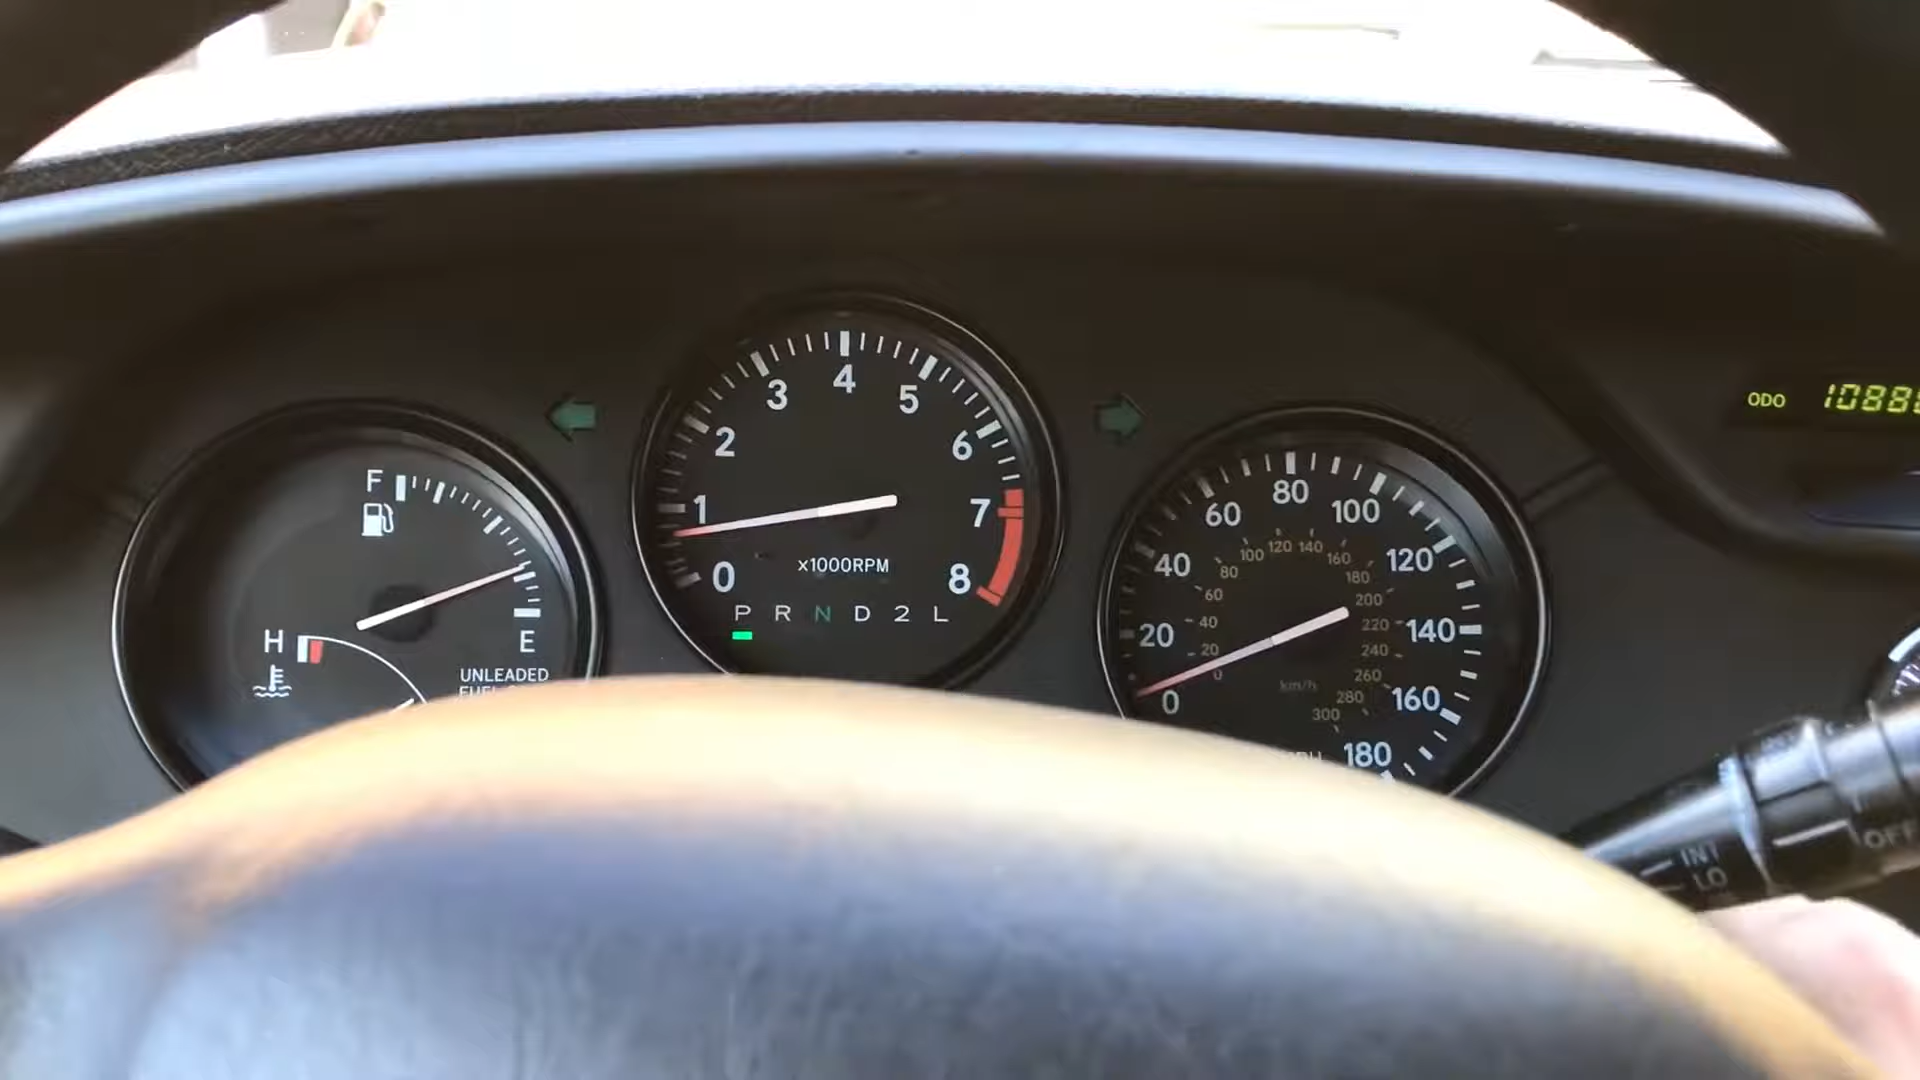 F
H
E
UNLEADED
0 1 2 3 4 5 6 7 8
x1000RPM
P R N D 2 L
0 20 40 60 80 100 120 140 160 180
0 20 40 60 80 100 120 140 160 180 200 220 240 260 280 300
km/h
ODO 1088
INT
LO
OFF